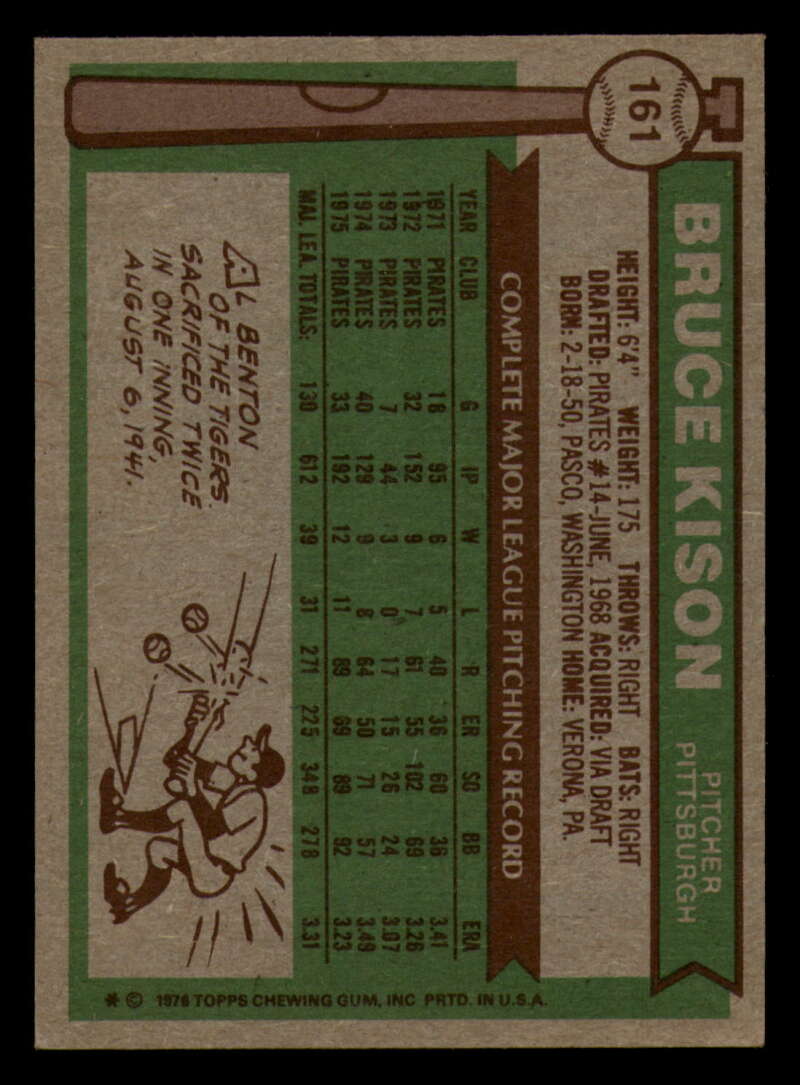 161
BRUCE KISON
PITCHER
PITTSBURGH
HEIGHT: 6'4" WEIGHT: 175 THROWS: RIGHT BATS: RIGHT
DRAFTED: PIRATES #14-JUNE, 1968 ACQUIRED: VIA DRAFT
BORN: 2-18-50, PASCO, WASHINGTON HOME: VERONA, PA.
COMPLETE MAJOR LEAGUE PITCHING RECORD
YEAR CLUB G IP W L R ER SO BB ERA
1971 PIRATES 18 95 6 5 40 36 60 36 3.41
1972 PIRATES 32 152 9 7 61 55 102 69 3.26
1973 PIRATES 7 44 3 0 17 15 26 24 3.07
1974 PIRATES 40 129 9 8 64 50 71 57 3.49
1975 PIRATES 33 192 12 11 89 69 89 92 3.23
MAJ. LEA. TOTALS: 130 612 39 31 271 225 348 278 3.31
AL BENTON
OF THE TIGERS
SACRIFICED TWICE
IN ONE INNING,
AUGUST 6, 1941.
* © 1976 TOPPS CHEWING GUM, INC PRTD. IN U.S.A.